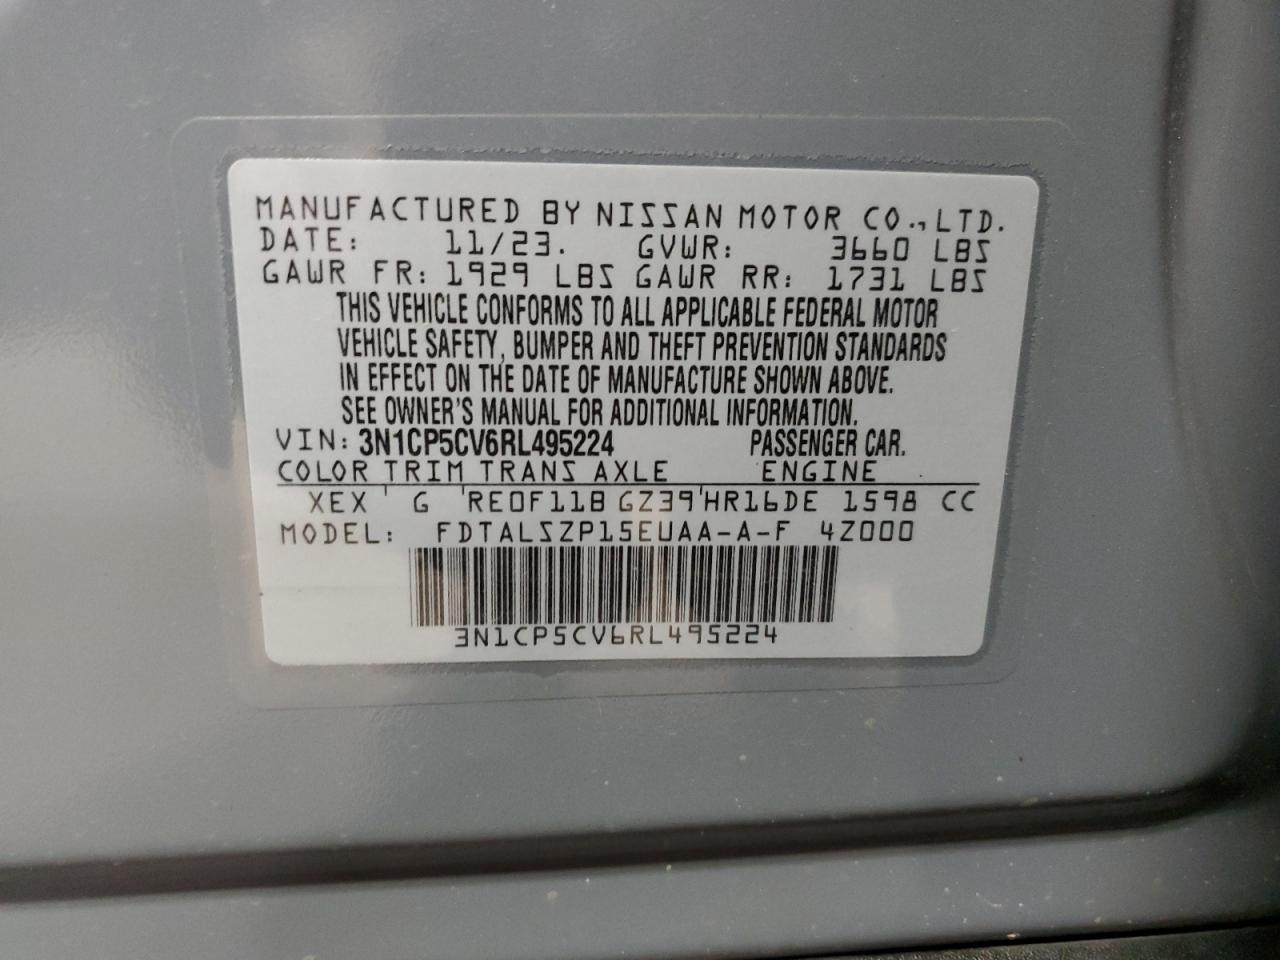 MANUFACTURED BY NISSAN MOTOR CO.,LTD.
DATE: 11/23. GVWR: 3660 LBS
GAWR FR: 1929 LBS GAWR RR: 1731 LBS
THIS VEHICLE CONFORMS TO ALL APPLICABLE FEDERAL MOTOR
VEHICLE SAFETY, BUMPER AND THEFT PREVENTION STANDARDS
IN EFFECT ON THE DATE OF MANUFACTURE SHOWN ABOVE.
SEE OWNER'S MANUAL FOR ADDITIONAL INFORMATION.
VIN: 3N1CP5CV6RL495224 PASSENGER CAR.
COLOR TRIM TRANS AXLE ENGINE
XEX ' G 'RE0F11B GZ39'HR16DE 1598 CC
MODEL: FDTALSZP15EUAA-A-F 4Z000
3N1CP5CV6RL495224